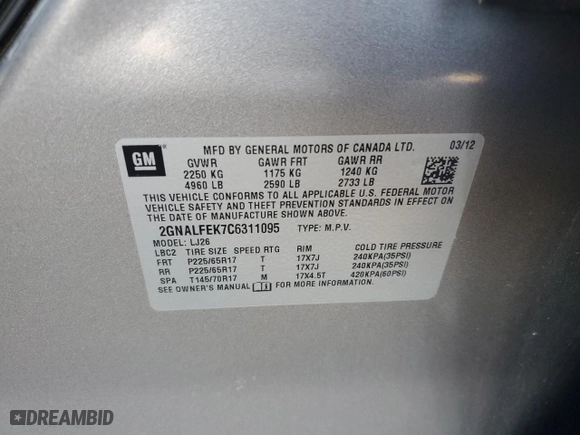 GM
MFD BY GENERAL MOTORS OF CANADA LTD. 03/12
GVWR GAWR FRT GAWR RR
2250 KG 1175 KG 1240 KG
4960 LB 2590 LB 2733 LB
THIS VEHICLE CONFORMS TO ALL APPLICABLE U.S. FEDERAL MOTOR
VEHICLE SAFETY AND THEFT PREVENTION STANDARDS IN EFFECT ON
THE DATE OF MANUFACTURE SHOWN ABOVE.
2GNALFEK7C6311095 TYPE: M.P.V.
MODEL: LJ26
LBC2 TIRE SIZE SPEED RTG RIM COLD TIRE PRESSURE
FRT P225/65R17 T 17X7J 240KPA(35PSI)
RR P225/65R17 T 17X7J 240KPA(35PSI)
SPA T145/70R17 M 17X4.5T 420KPA(60PSI)
SEE OWNER'S MANUAL FOR MORE INFORMATION.
DREAMBID